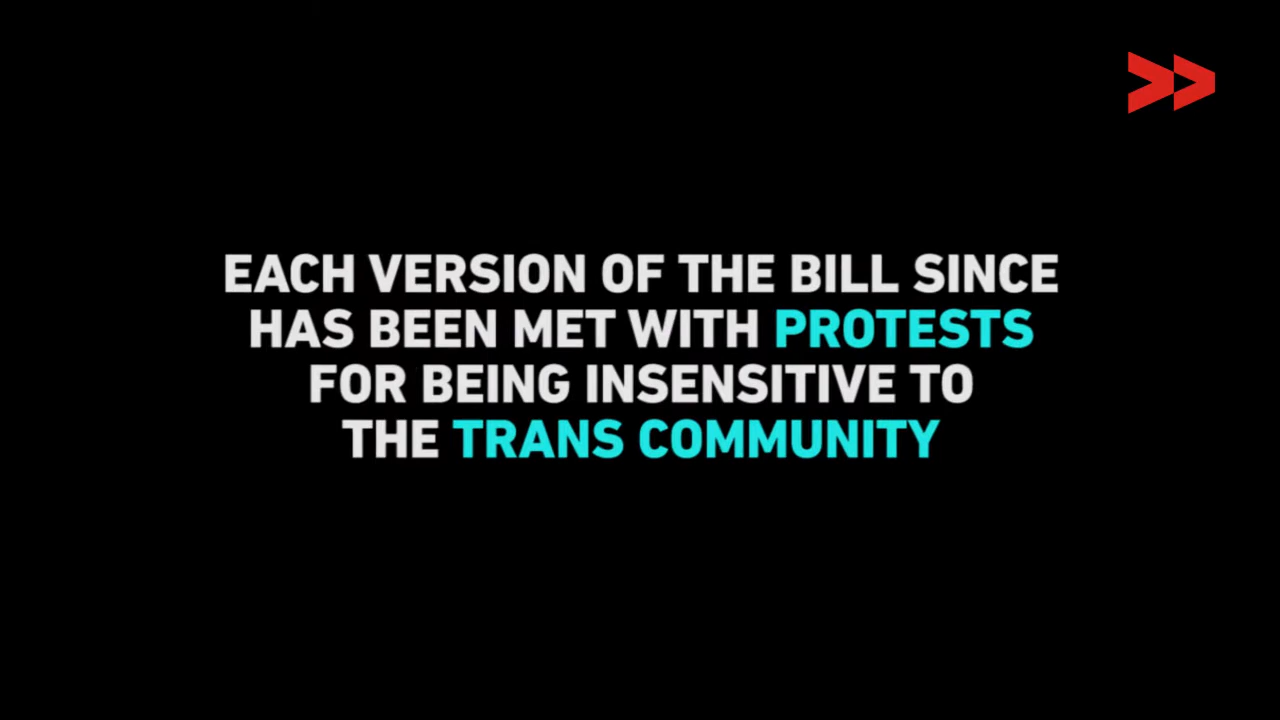 EACH VERSION OF THE BILL SINCE
HAS BEEN MET WITH PROTESTS
FOR BEING INSENSITIVE TO
THE TRANS COMMUNITY